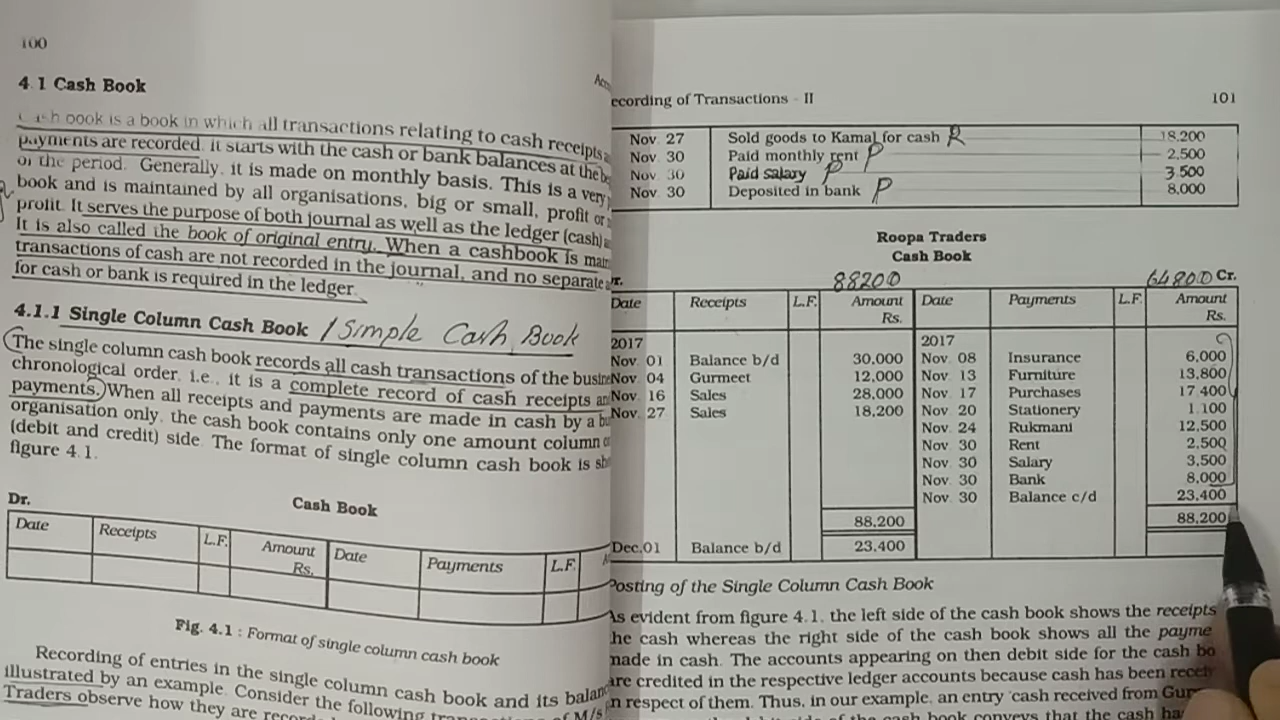 100
4.1 Cash Book
book is a book in which all transactions relating to cash receipts
payments are recorded. It starts with the cash or bank balances at the
of the period. Generally, it is made on monthly basis. This is a very
book and is maintained by all organisations, big or small, profit or
profit. It serves the purpose of both journal as well as the ledger (cash)
It is also called the book of original entry. When a cashbook is
transactions of cash are not recorded in the journal, and no separate
for cash or bank is required in the ledger.
4.1.1 Single Column Cash Book / Simple Cash Book
The single column cash book records all cash transactions of the
chronological order, i.e., it is a complete record of cash receipts
payments. When all receipts and payments are made in cash by a
organisation only, the cash book contains only one amount column
(debit and credit) side. The format of single column cash book is
figure 4.1.
Cash Book
Dr.
Date Receipts L.F. Amount Rs. Date Payments L.F.
Fig. 4.1 : Format of single column cash book
Recording of entries in the single column cash book and its
illustrated by an example. Consider the following
Traders observe how they are
ecording of Transactions - II 101
Nov. 27 Sold goods to Kamal for cash R 18,200
Nov. 30 Paid monthly rent P 2,500
Nov. 30 Paid salary P 3,500
Nov. 30 Deposited in bank P 8,000
Roopa Traders
Cash Book
88200 64800 Cr.
Date Receipts L.F. Amount Date Payments L.F. Amount
Rs. Rs.
2017 2017
Nov. 01 Balance b/d 30,000 Nov. 08 Insurance 6,000
Nov. 04 Gurmeet 12,000 Nov. 13 Furniture 13,800
Nov. 16 Sales 28,000 Nov. 17 Purchases 17,400
Nov. 27 Sales 18,200 Nov. 20 Stationery 1,100
Nov. 24 Rukmani 12,500
Nov. 30 Rent 2,500
Nov. 30 Salary 3,500
Nov. 30 Bank 8,000
Nov. 30 Balance c/d 23,400
88,200 88,200
Dec.01 Balance b/d 23,400
Posting of the Single Column Cash Book
As evident from figure 4.1, the left side of the cash book shows the receipts
the cash whereas the right side of the cash book shows all the payme
made in cash. The accounts appearing on then debit side for the cash bo
are credited in the respective ledger accounts because cash has been
in respect of them. Thus, in our example, an entry 'cash received from
of the cash book conveys that the cash